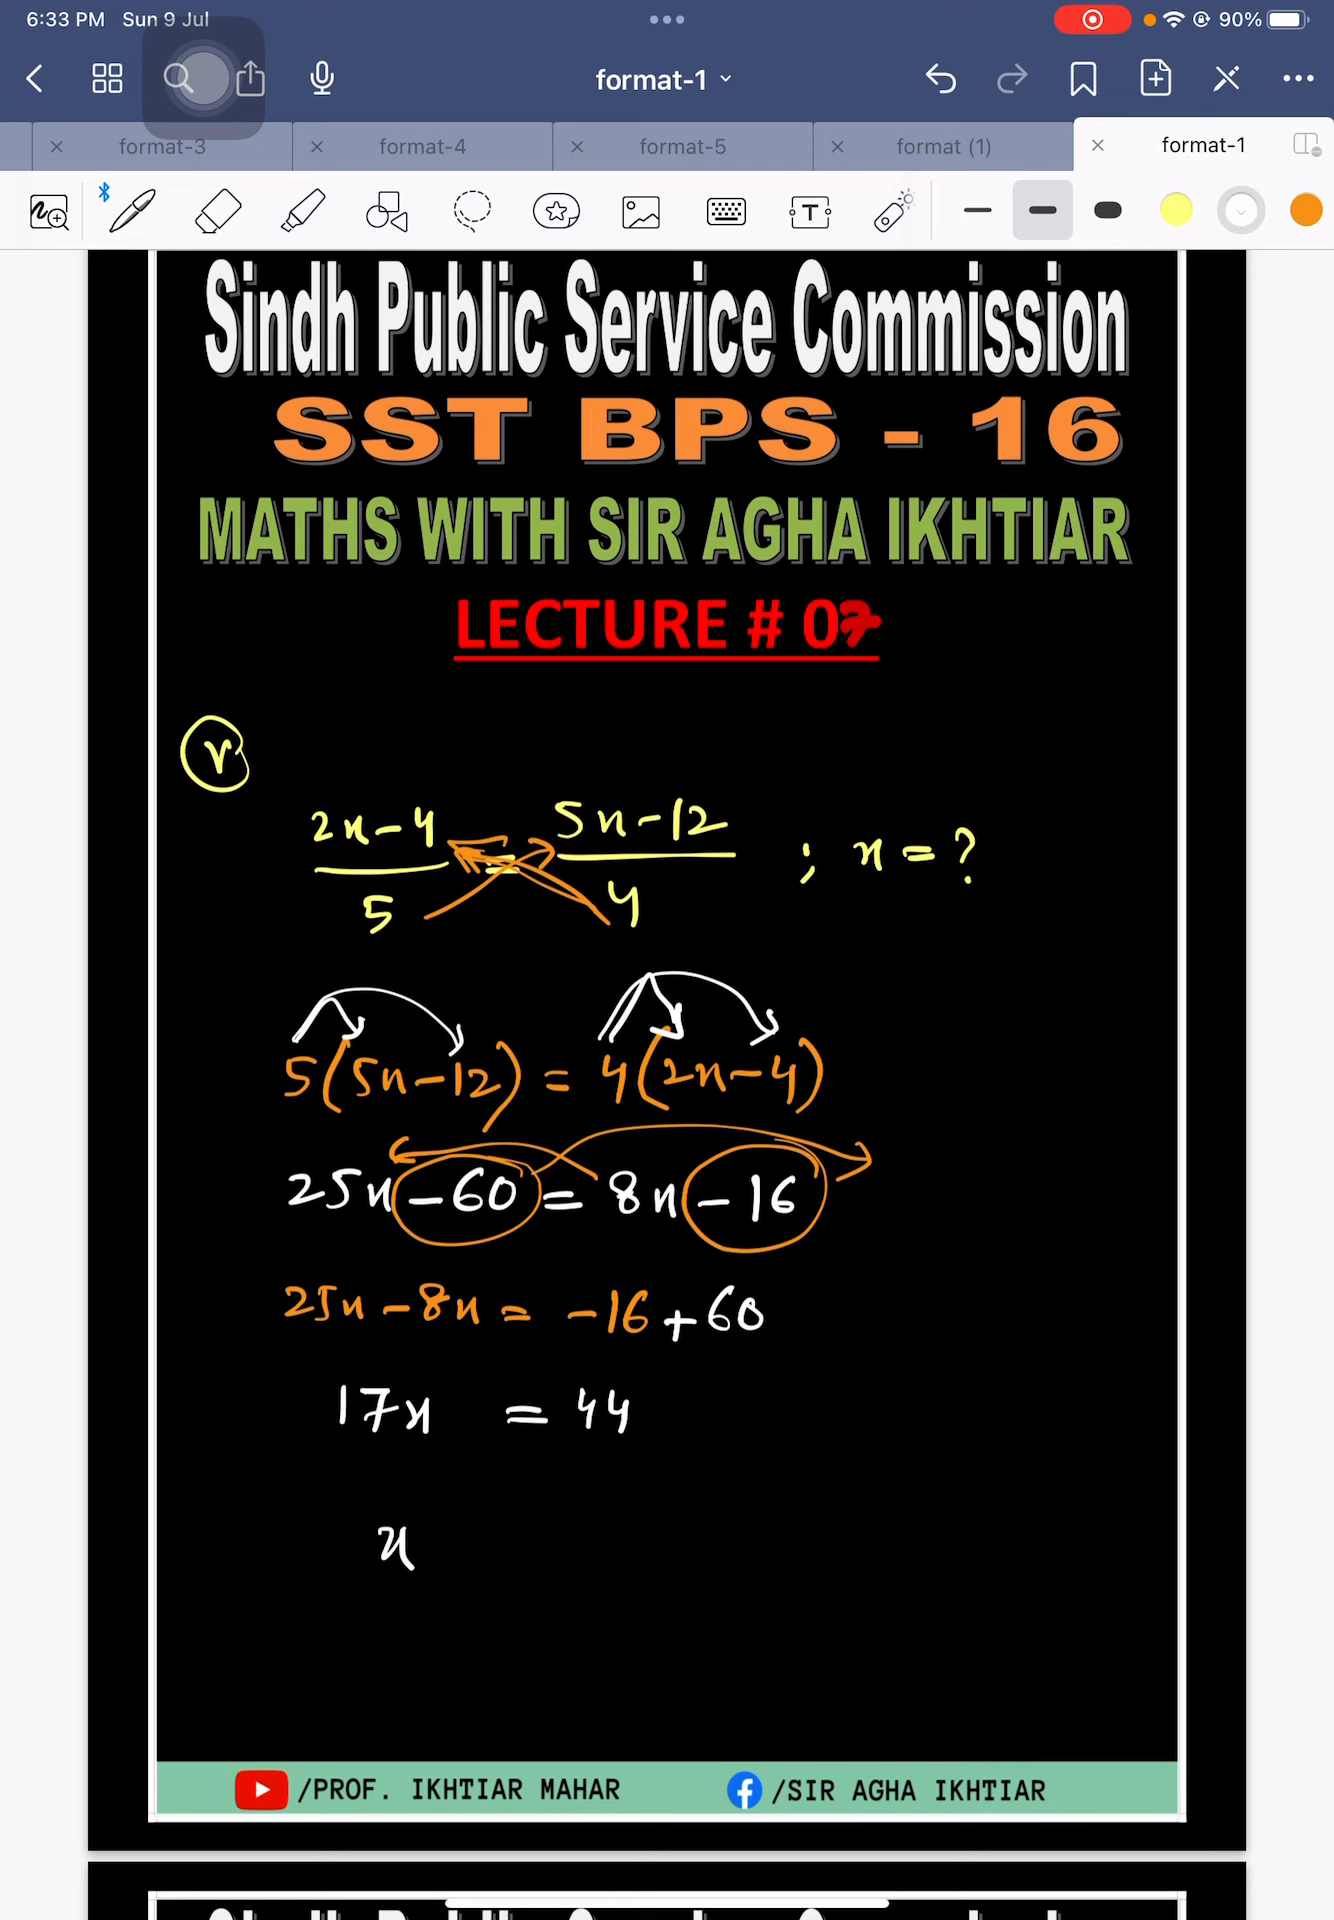 6:33 PM Sun 9 Jul
90%
format-1
format-3
format-4
format-5
format (1)
format-1
T
Sindh Public Service Commission
SST BPS - 16
MATHS WITH SIR AGHA IKHTIAR
LECTURE # 07
2x-4/5 = 5x-12/4 ; x = ?
5(5x-12) = 4(2x-4)
25x - 60 = 8x - 16
25x - 8x = -16 + 60
17x = 44
x
/PROF. IKHTIAR MAHAR
/SIR AGHA IKHTIAR